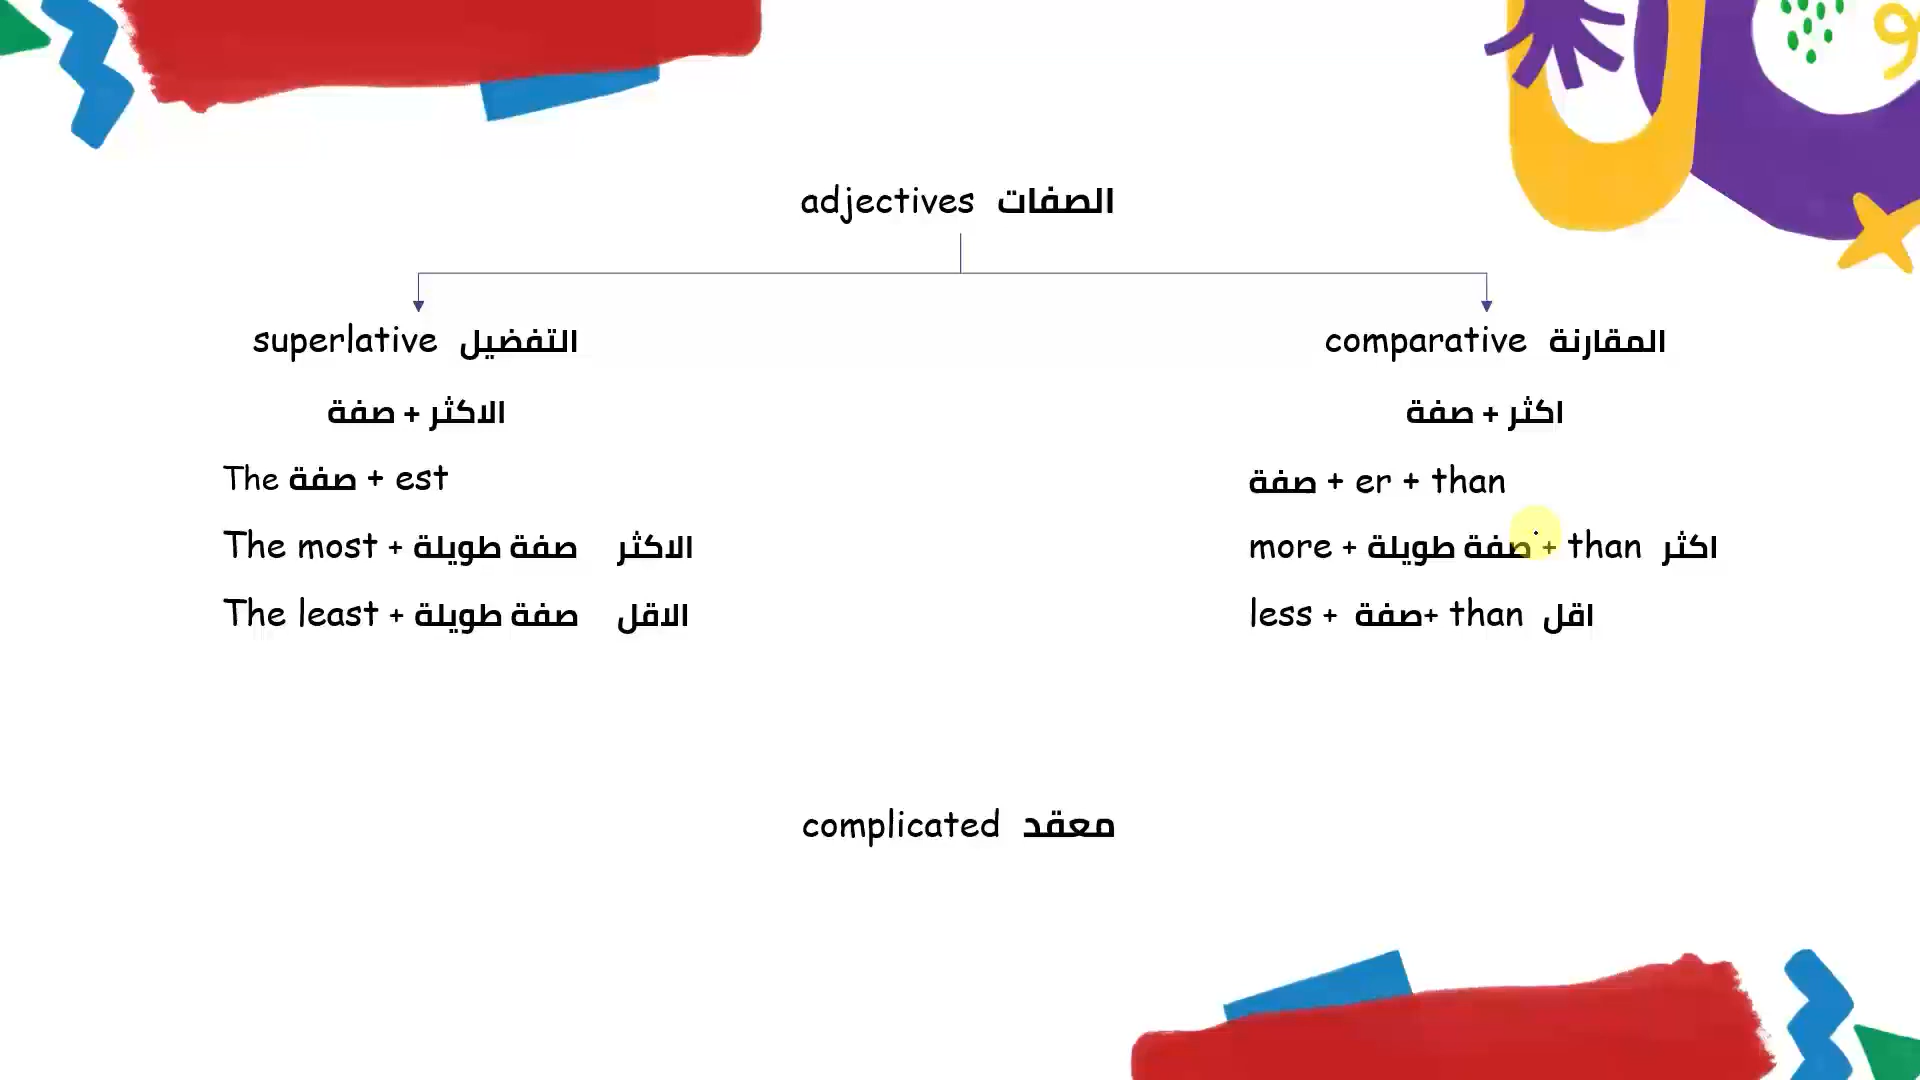 adjectives الصفات
superlative التفضيل
الاكثر + صفة
The صفة + est
The most + صفة طويلة الاكثر
The least + صفة طويلة الاقل
comparative المقارنة
اكثر + صفة
صفة + er + than
more + صفة طويلة + than اكثر
less + صفة+ than اقل
complicated معقد